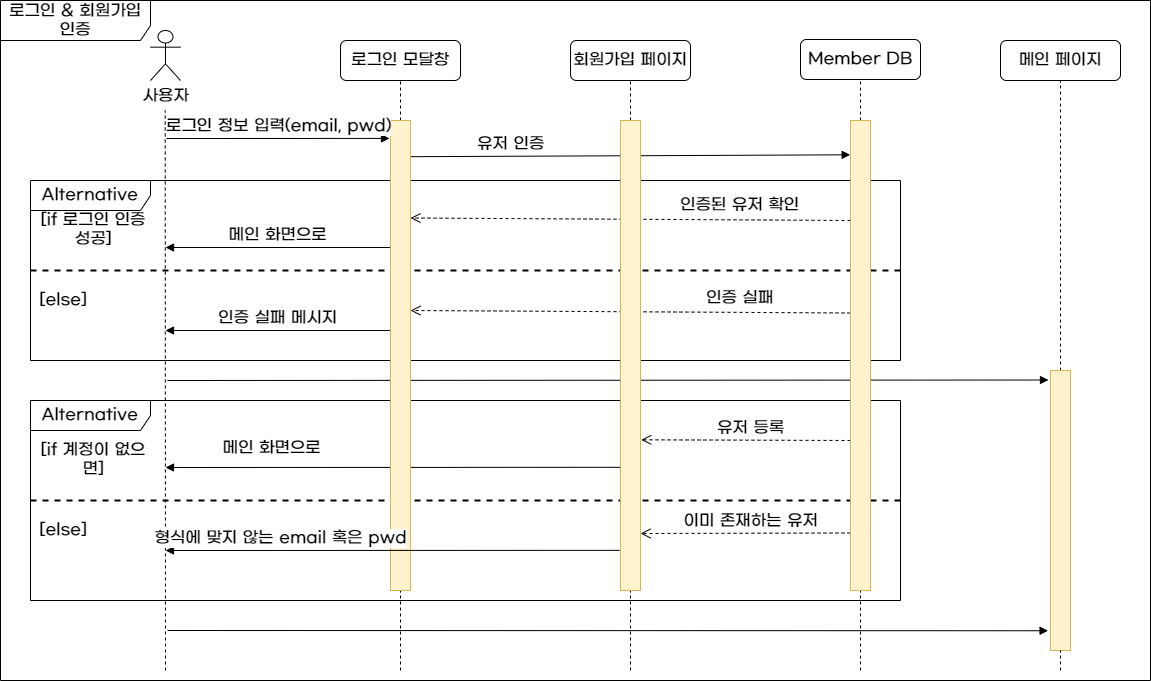 로그인 & 회원가입
인증
사용자
로그인 모달창
회원가입 페이지
Member DB
메인 페이지
로그인 정보 입력(email, pwd)
유저 인증
Alternative
[if 로그인 인증
성공]
인증된 유저 확인
메인 화면으로
[else]
인증 실패
인증 실패 메시지
Alternative
[if 계정이 없으
면]
유저 등록
메인 화면으로
[else]
이미 존재하는 유저
형식에 맞지 않는 email 혹은 pwd